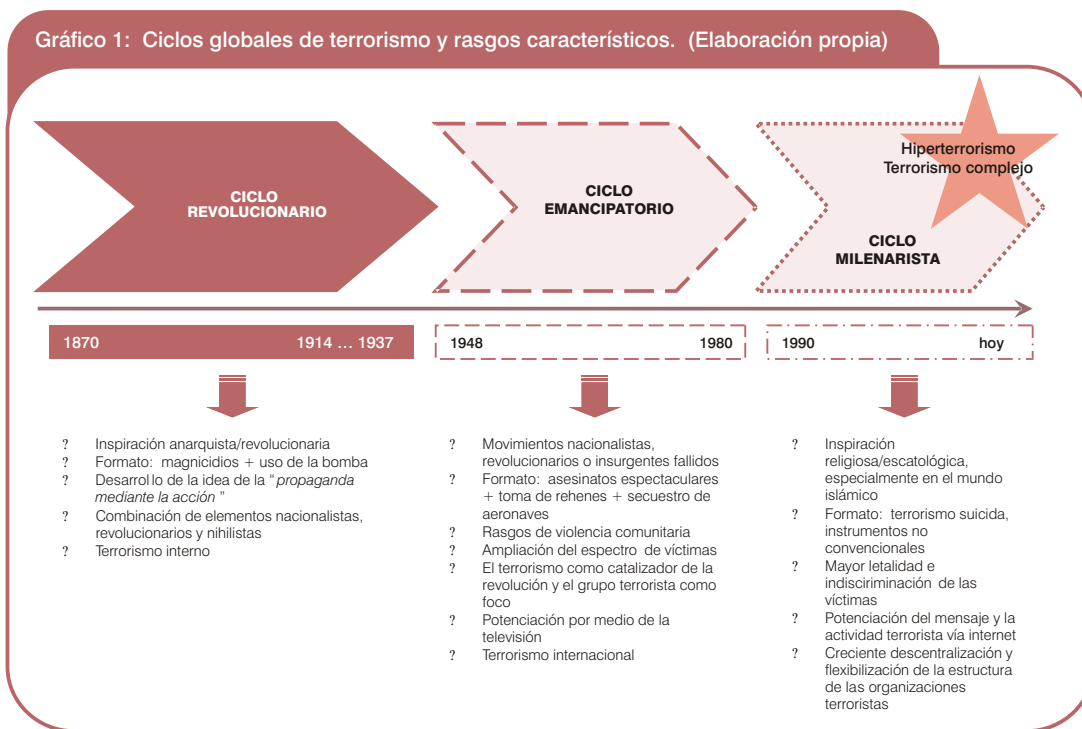 Gráfico 1: Ciclos globales de terrorismo y rasgos característicos. (Elaboración propia)
CICLO
REVOLUCIONARIO
CICLO
EMANCIPATORIO
Hiperterrorismo
Terrorismo complejo
CICLO
MILENARISTA
1870 1914 ... 1937
1948 1980
1990 hoy
? Inspiración anarquista/revolucionaria
? Formato: magnicidios + uso de la bomba
? Desarrollo de la idea de la "propaganda
mediante la acción"
? Combinación de elementos nacionalistas,
revolucionarios y nihilistas
? Terrorismo interno
? Movimientos nacionalistas,
revolucionarios o insurgentes fallidos
? Formato: asesinatos espectaculares
+ toma de rehenes + secuestro de
aeronaves
? Rasgos de violencia comunitaria
? Ampliación del espectro de víctimas
? El terrorismo como catalizador de la
revolución y el grupo terrorista como
foco
? Potenciación por medio de la
televisión
? Terrorismo internacional
? Inspiración
religiosa/escatológica,
especialmente en el mundo
islámico
? Formato: terrorismo suicida,
instrumentos no
convencionales
? Mayor letalidad e
indisciriminación de las
víctimas
? Potenciación del mensaje y la
actividad terrorista vía internet
? Creciente descentralización y
flexibilización de la estructura
de las organizaciones
terroristas